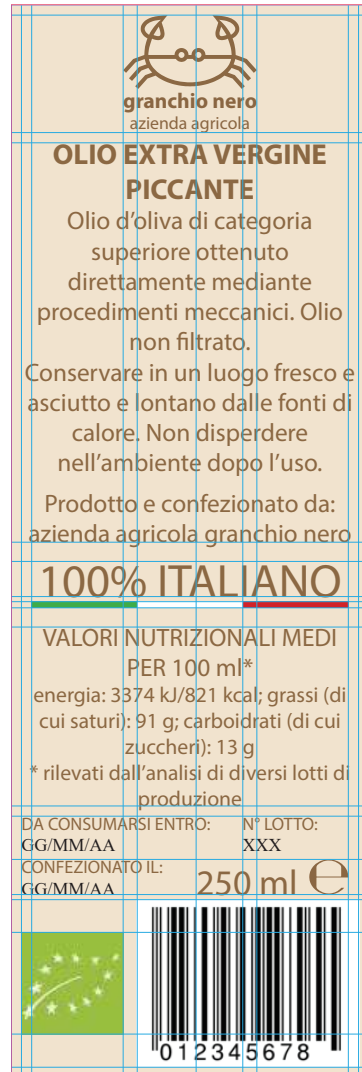 granchio nero
azienda agricola
OLIO EXTRA VERGINE
PICCANTE
Olio d'oliva di categoria
superiore ottenuto
direttamente mediante
procedimenti meccanici. Olio
non filtrato.
Conservare in un luogo fresco e
asciutto e lontano dalle fonti di
calore. Non disperdere
nell'ambiente dopo l'uso.
Prodotto e confezionato da:
azienda agricola granchio nero
100% ITALIANO
VALORI NUTRIZIONALI MEDI
PER 100 ml*
energia: 3374 kJ/821 kcal; grassi (di
cui saturi): 91 g; carboidrati (di cui
zuccheri): 13 g
* rilevati dall'analisi di diversi lotti di
produzione
DA CONSUMARSI ENTRO: N° LOTTO:
GG/MM/AA XXX
CONFEZIONATO IL:
GG/MM/AA 250 ml ℮
012345678